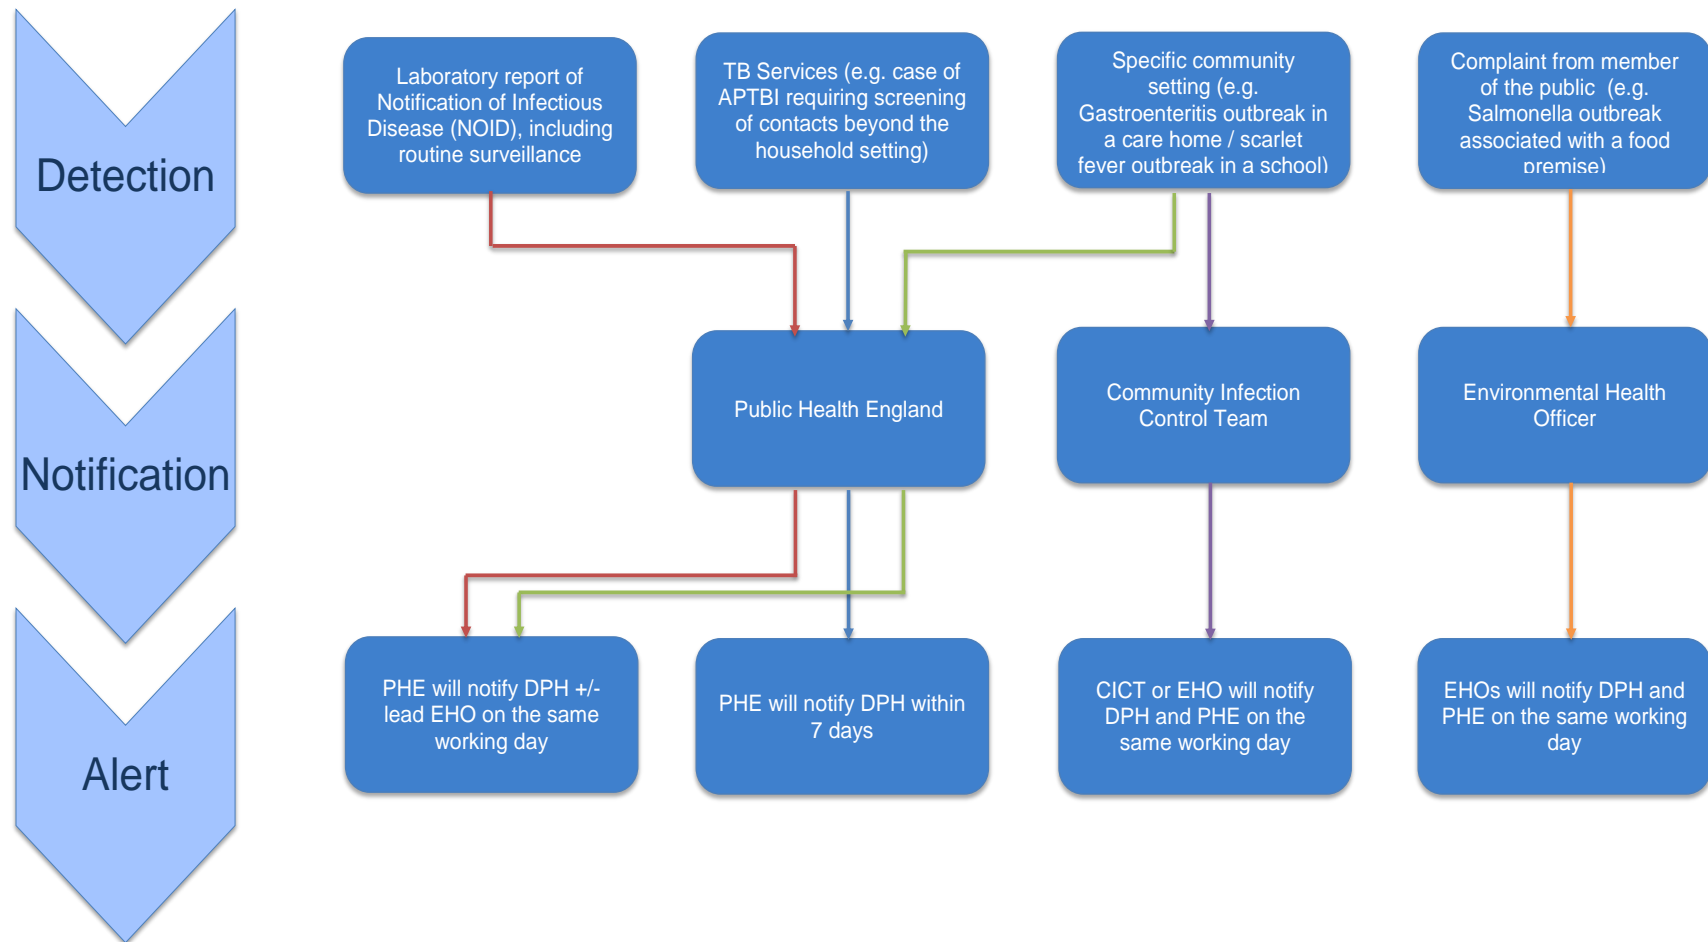 Detection
Laboratory report of
Notification of Infectious
Disease (NOID), including
routine surveillance
TB Services (e.g. case of
APTBI requiring screening
of contacts beyond the
household setting)
Specific community
setting (e.g.
Gastroenteritis outbreak in
a care home / scarlet
fever outbreak in a school)
Complaint from member
of the public (e.g.
Salmonella outbreak
associated with a food
premise)
Notification
Public Health England
Community Infection
Control Team
Environmental Health
Officer
Alert
PHE will notify DPH +/-
lead EHO on the same
working day
PHE will notify DPH within
7 days
CICT or EHO will notify
DPH and PHE on the
same working day
EHOs will notify DPH and
PHE on the same working
day